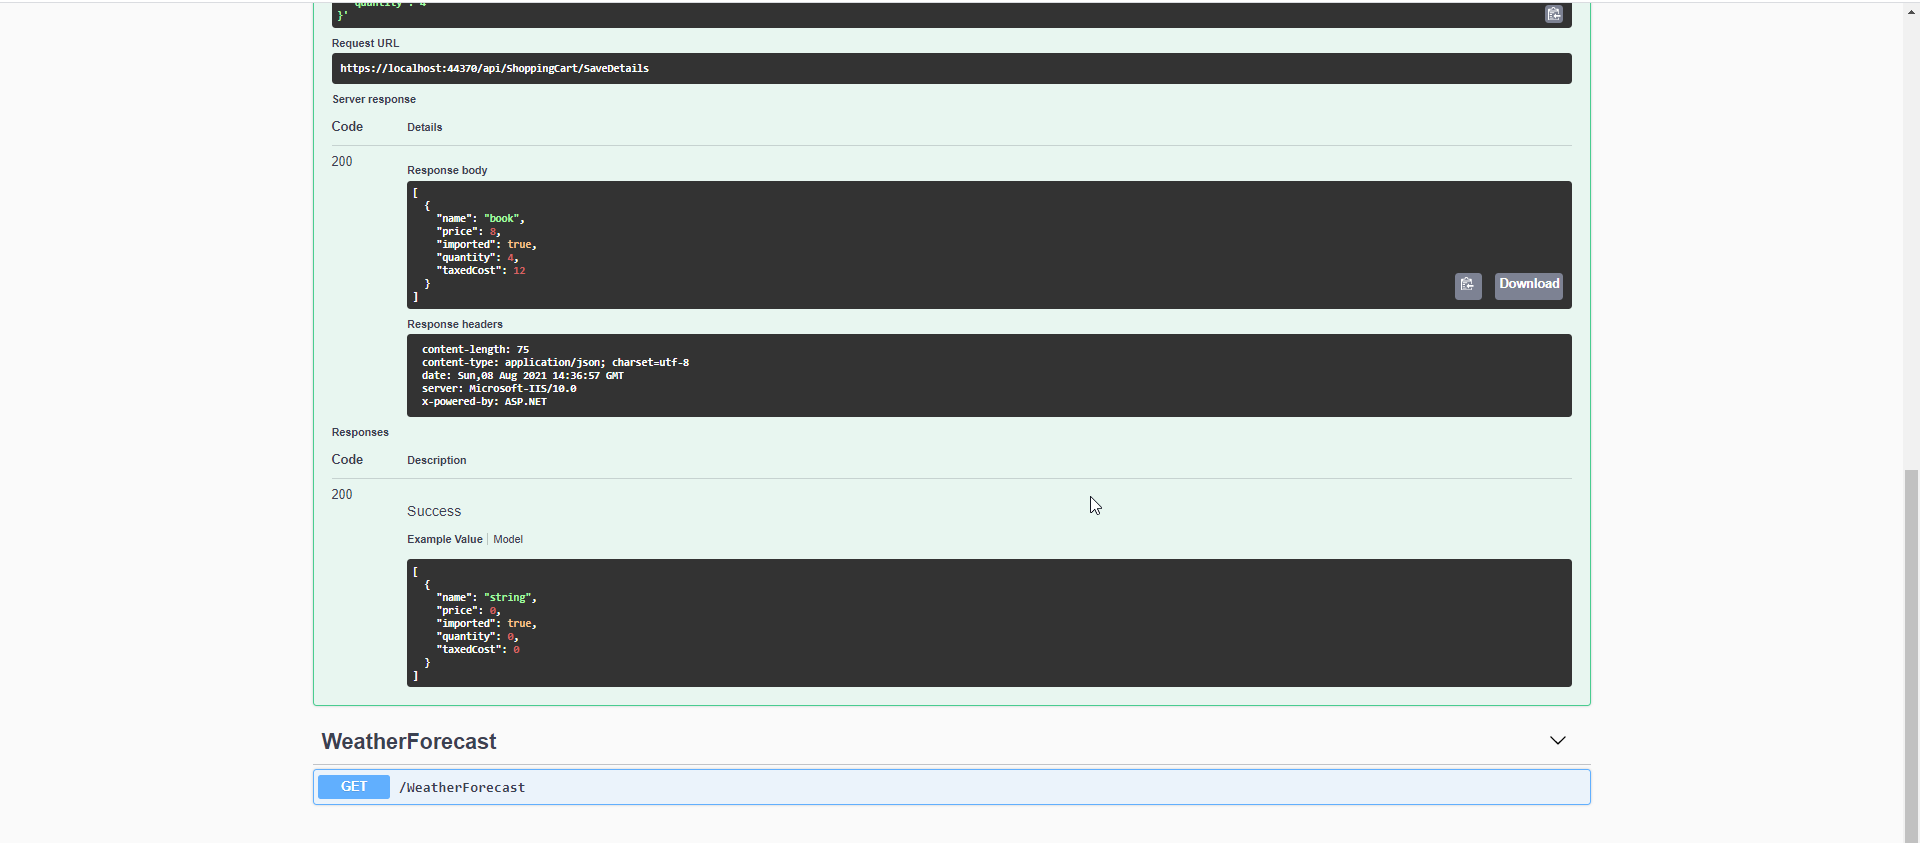 "quantity": 4
}'
Request URL
https://localhost:44370/api/ShoppingCart/SaveDetails
Server response
Code Details
200
Response body
[
{
"name": "book",
"price": 8,
"imported": true,
"quantity": 4,
"taxedCost": 12
}
]
Download
Response headers
content-length: 75
content-type: application/json; charset=utf-8
date: Sun,08 Aug 2021 14:36:57 GMT
server: Microsoft-IIS/10.0
x-powered-by: ASP.NET
Responses
Code Description
200
Success
Example Value Model
[
{
"name": "string",
"price": 0,
"imported": true,
"quantity": 0,
"taxedCost": 0
}
]
WeatherForecast
GET /WeatherForecast